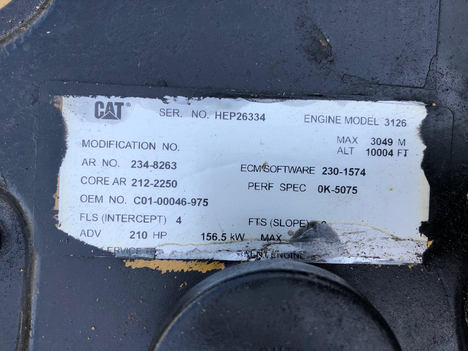 CAT SER. NO. HEP26334 ENGINE MODEL 3126
MODIFICATION NO. MAX 3049 M
ALT 10004 FT
AR NO. 234-8263 ECM SOFTWARE 230-1574
CORE AR 212-2250 PERF SPEC 0K-5075
OEM NO. C01-00046-975
FLS (INTERCEPT) 4 FTS (SLOPE)
ADV 210 HP 156.5 kW MAX